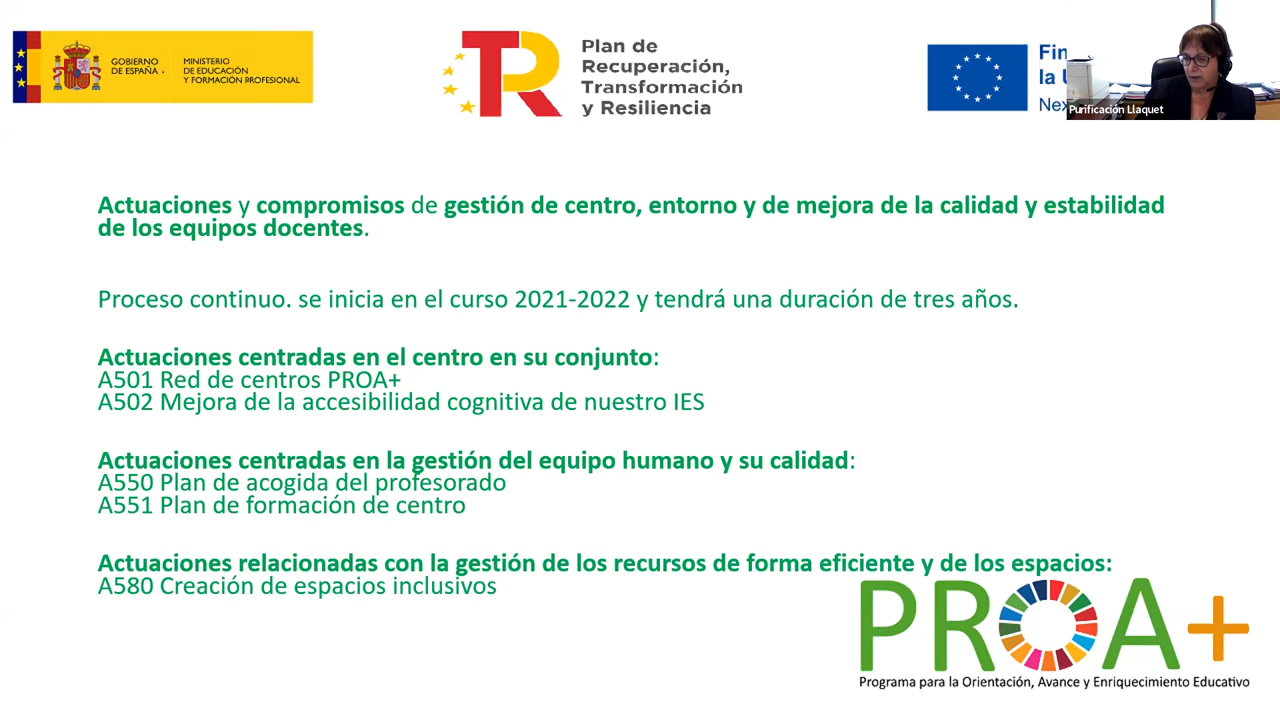 GOBIERNO
DE ESPAÑA
MINISTERIO
DE EDUCACIÓN
Y FORMACIÓN PROFESIONAL
TR
Plan de
Recuperación,
Transformación
y Resiliencia
Purificación Llaquet
Actuaciones y compromisos de gestión de centro, entorno y de mejora de la calidad y estabilidad
de los equipos docentes.
Proceso continuo. se inicia en el curso 2021-2022 y tendrá una duración de tres años.
Actuaciones centradas en el centro en su conjunto:
A501 Red de centros PROA+
A502 Mejora de la accesibilidad cognitiva de nuestro IES
Actuaciones centradas en la gestión del equipo humano y su calidad:
A550 Plan de acogida del profesorado
A551 Plan de formación de centro
Actuaciones relacionadas con la gestión de los recursos de forma eficiente y de los espacios:
A580 Creación de espacios inclusivos
PROA+
Programa para la Orientación, Avance y Enriquecimiento Educativo